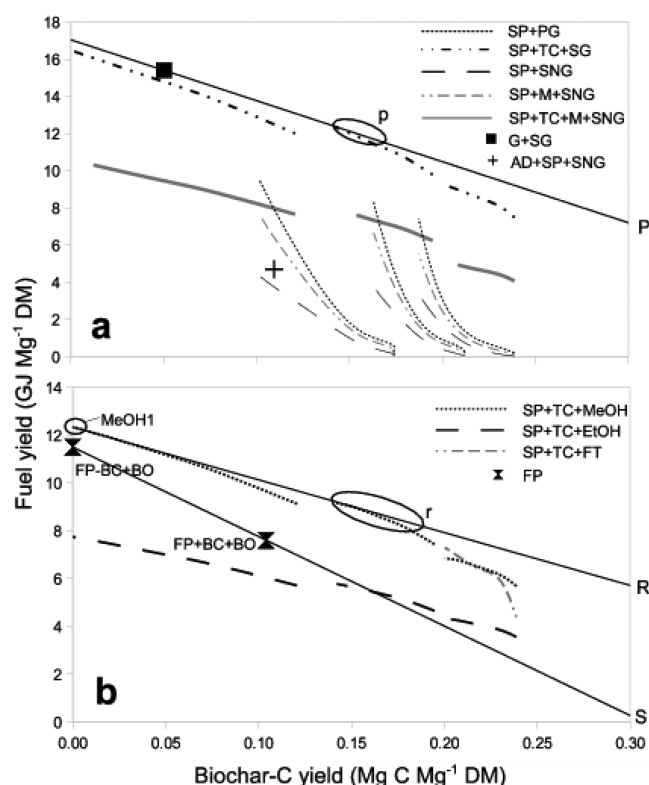 18
16
14
12
10
8
6
4
2
0
SP+PG
SP+TC+SG
SP+SNG
SP+M+SNG
SP+TC+M+SNG
G+SG
AD+SP+SNG
p
P
a
Fuel yield (GJ Mg⁻¹ DM)
14
12
10
8
6
4
2
0
MeOH1
SP+TC+MeOH
SP+TC+EtOH
SP+TC+FT
FP
FP-BC+BO
r
FP+BC+BO
R
S
b
0.00 0.05 0.10 0.15 0.20 0.25 0.30
Biochar-C yield (Mg C Mg⁻¹ DM)